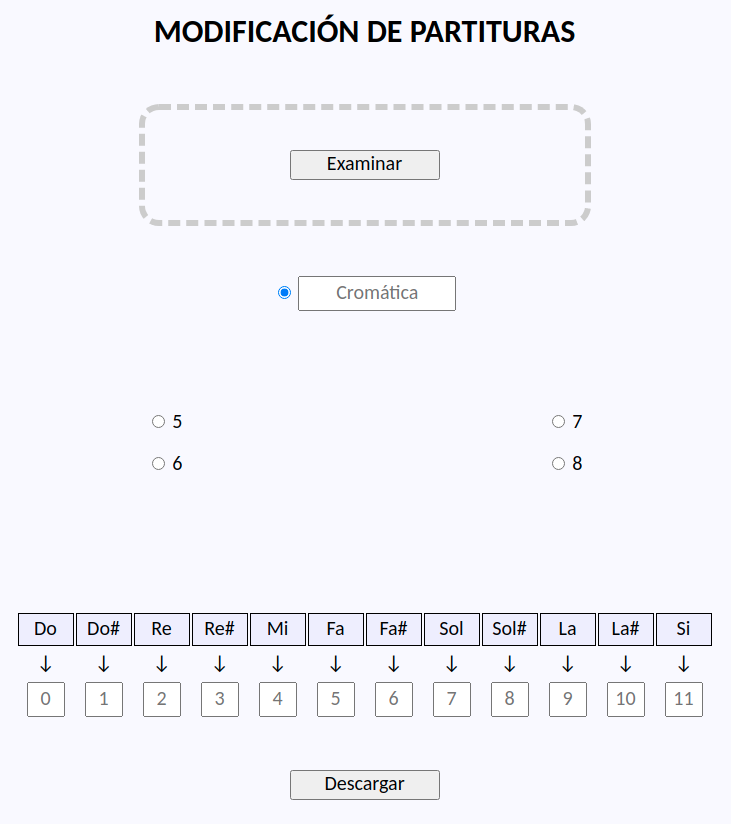 MODIFICACIÓN DE PARTITURAS
Examinar
Cromática
5 7
6 8
Do Do# Re Re# Mi Fa Fa# Sol Sol# La La# Si
↓ ↓ ↓ ↓ ↓ ↓ ↓ ↓ ↓ ↓ ↓ ↓
0 1 2 3 4 5 6 7 8 9 10 11
Descargar